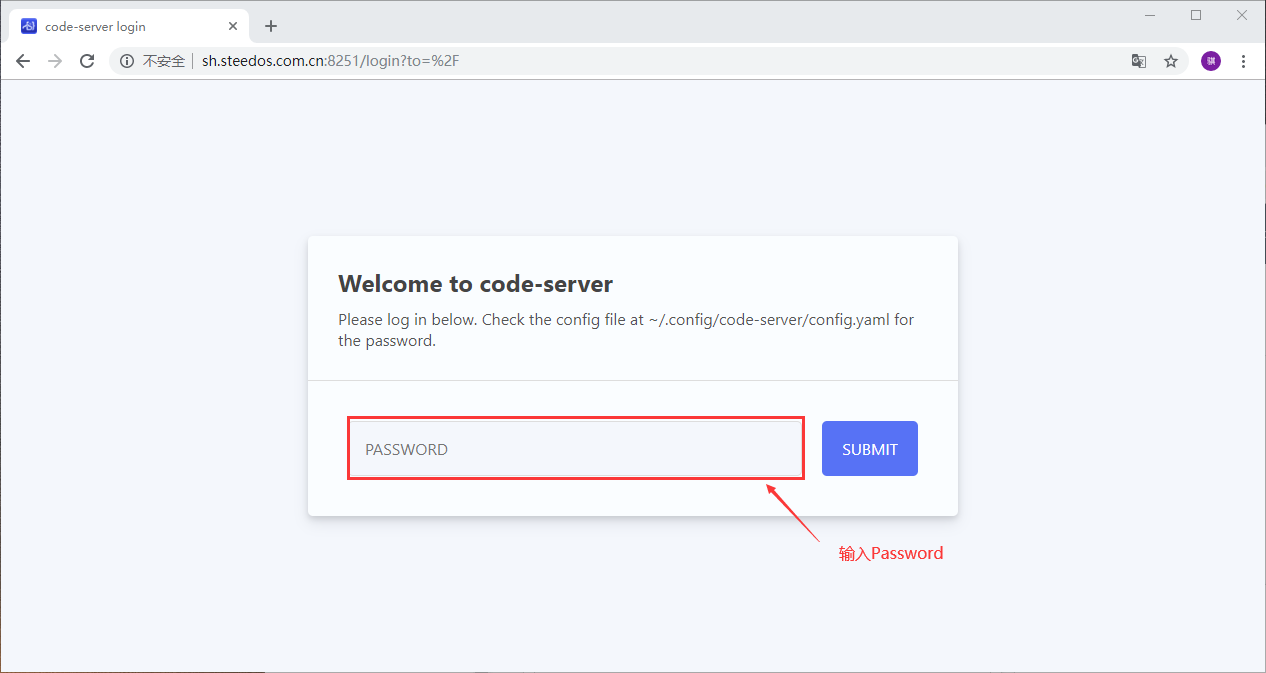 code-server login
不安全
sh.steedos.com.cn:8251/login?to=%2F
Welcome to code-server
Please log in below. Check the config file at ~/.config/code-server/config.yaml for
the password.
PASSWORD
SUBMIT
输入Password